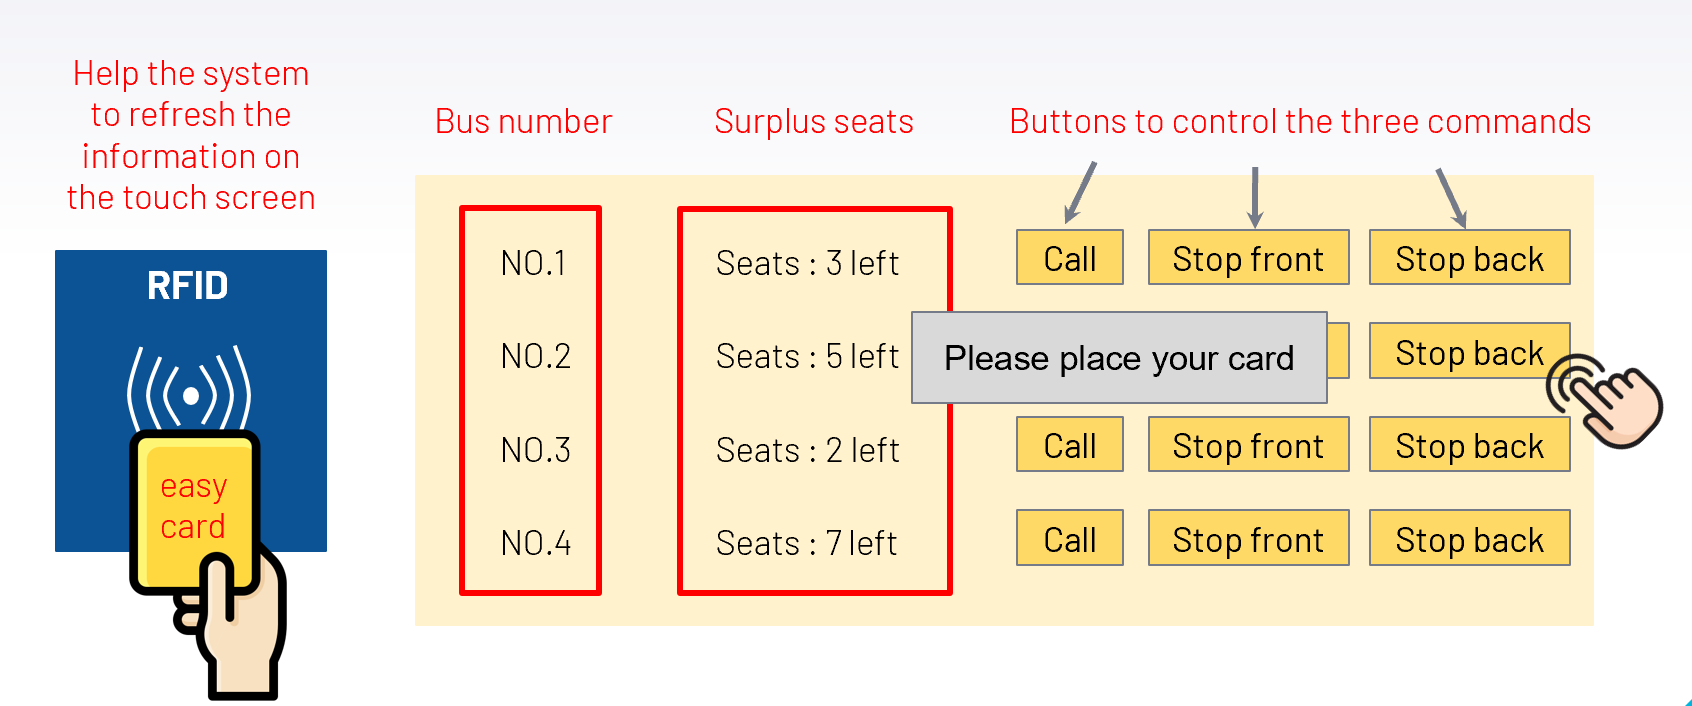 Help the system
to refresh the
information on
the touch screen
RFID
easy
card
Bus number
Surplus seats
Buttons to control the three commands
NO.1
Seats : 3 left
Call
Stop front
Stop back
NO.2
Seats : 5 left
Please place your card
Stop back
NO.3
Seats : 2 left
Call
Stop front
Stop back
NO.4
Seats : 7 left
Call
Stop front
Stop back